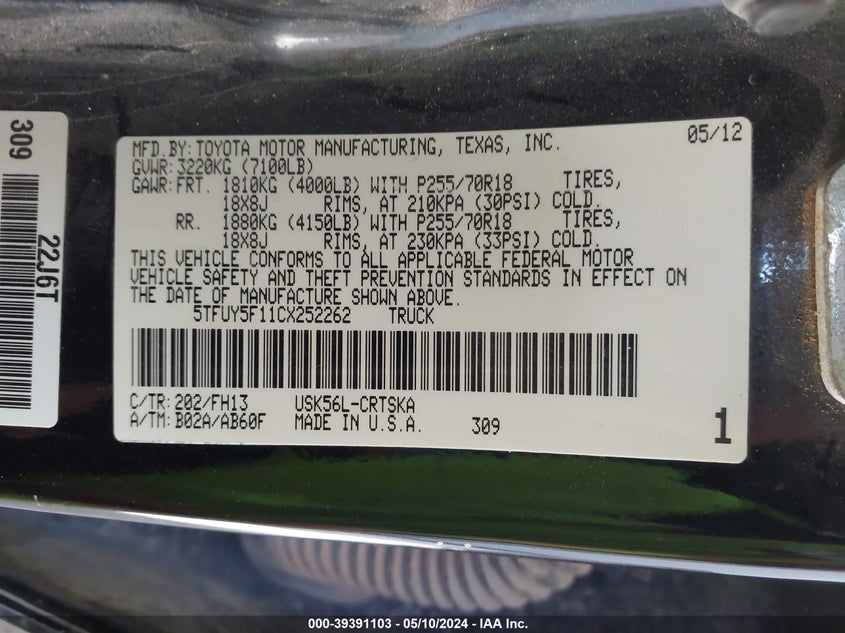 309
22J6T
MFD.BY:TOYOTA MOTOR MANUFACTURING, TEXAS, INC. 05/12
GVWR:3220KG (7100LB)
GAWR:FRT. 1810KG (4000LB) WITH P255/70R18 TIRES,
18X8J RIMS, AT 210KPA (30PSI) COLD.
RR. 1880KG (4150LB) WITH P255/70R18 TIRES,
18X8J RIMS, AT 230KPA (33PSI) COLD.
THIS VEHICLE CONFORMS TO ALL APPLICABLE FEDERAL MOTOR
VEHICLE SAFETY AND THEFT PREVENTION STANDARDS IN EFFECT ON
THE DATE OF MANUFACTURE SHOWN ABOVE.
5TFUY5F11CX252262 TRUCK
C/TR:202/FH13 USK56L-CRTSKA
A/TM:B02A/AB60F MADE IN U.S.A. 309 1
000-39391103 - 05/10/2024 - IAA Inc.